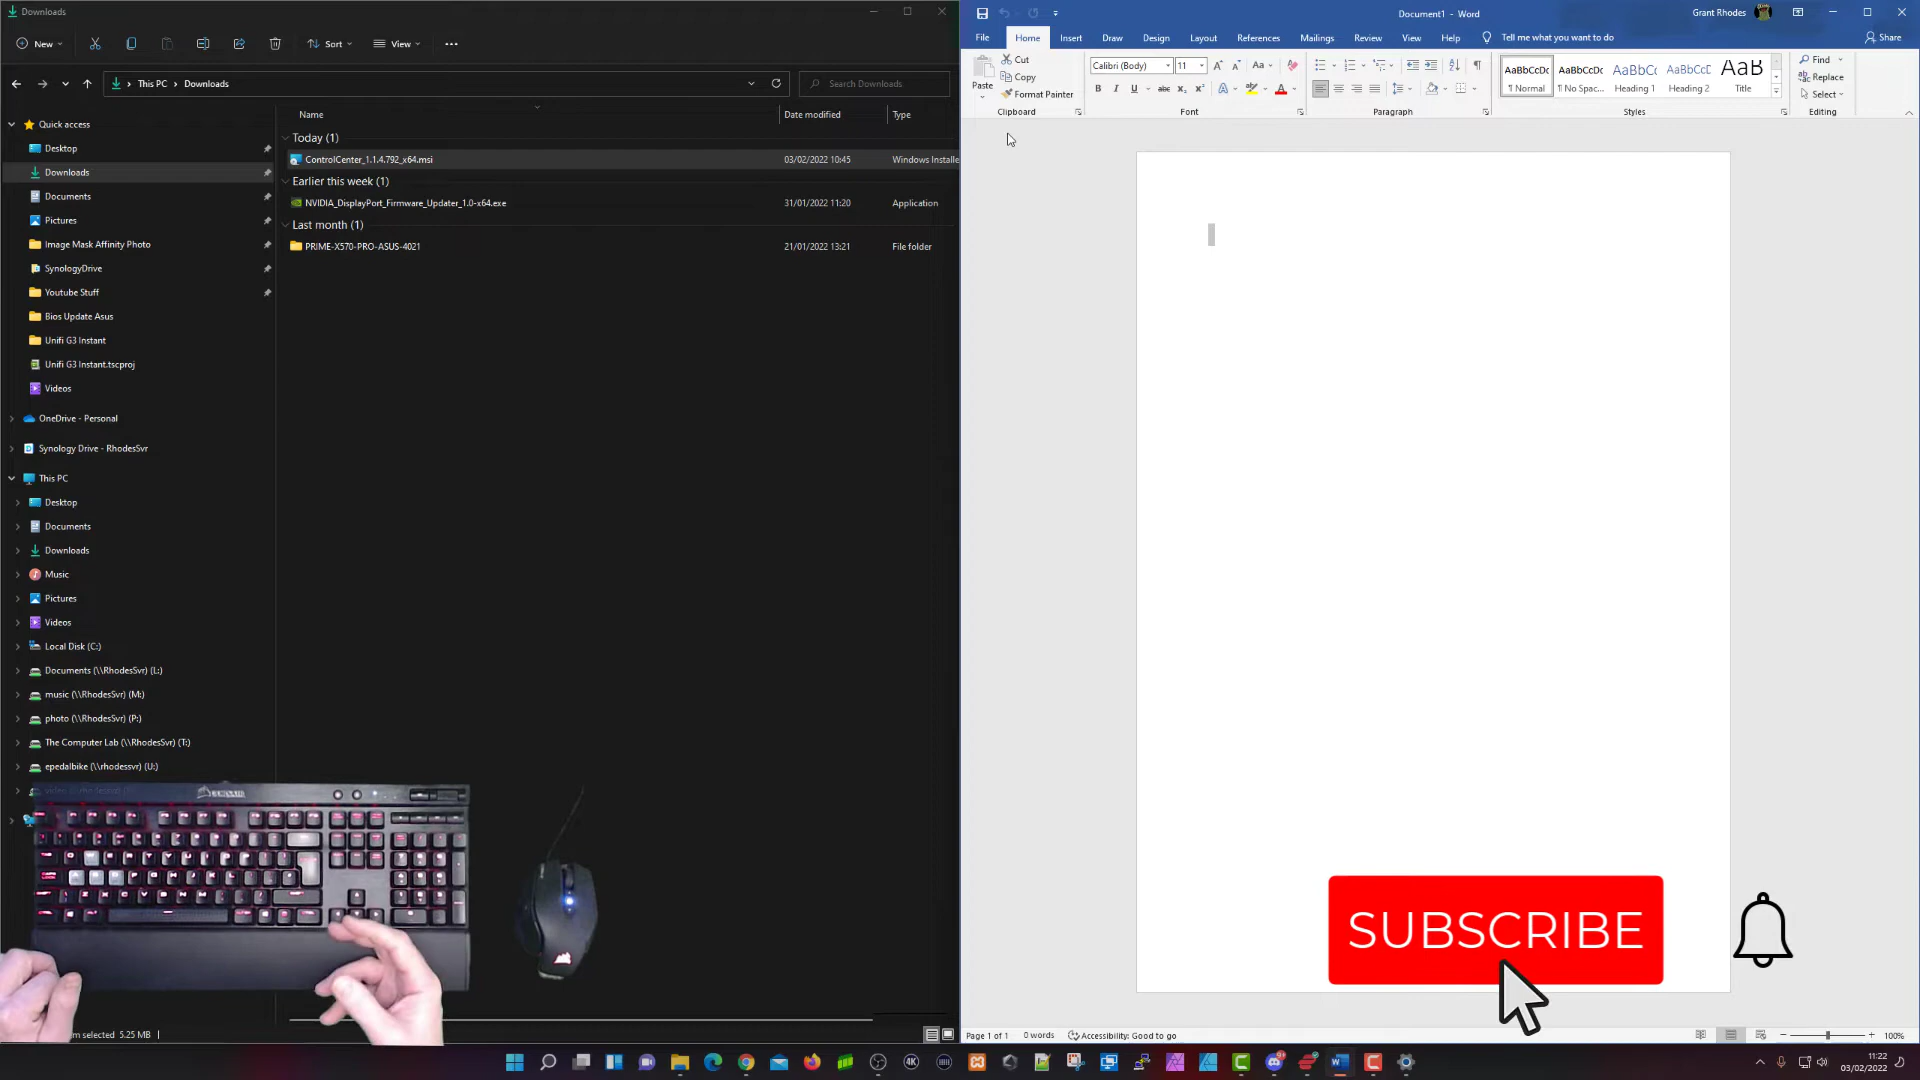 Downloads
New
Sort
View
This PC
Downloads
Search Downloads
Name
Date modified
Type
Quick access
Desktop
Downloads
Documents
Pictures
Image Mask Affinity Photo
SynologyDrive
Youtube Stuff
Bios Update Asus
Unifi G3 Instant
Unifi G3 Instant.tscproj
Videos
OneDrive - Personal
Synology Drive - RhodesSvr
This PC
Desktop
Documents
Downloads
Music
Pictures
Videos
Local Disk (C:)
Documents (\\RhodesSvr) (L:)
music (\\RhodesSvr) (M:)
photo (\\RhodesSvr) (P:)
The Computer Lab (\\RhodesSvr) (T:)
epedalbike (\\rhodessvr) (U:)
Today (1)
ControlCenter_1.1.4.792_x64.msi 03/02/2022 10:45 Windows Installe
Earlier this week (1)
NVIDIA_DisplayPort_Firmware_Updater_1.0-x64.exe 31/01/2022 11:20 Application
Last month (1)
PRIME-X570-PRO-ASUS-4021 21/01/2022 13:21 File folder
m selected 5.25 MB
CORSAIR
Document1 - Word
Grant Rhodes
File Home Insert Draw Design Layout References Mailings Review View Help Tell me what you want to do
Share
Paste
Cut
Copy
Format Painter
Clipboard
Calibri (Body) 11
Font
Paragraph
AaBbCcDc AaBbCcDc AaBbCc AaBbCcD AaB
¶ Normal ¶ No Spac... Heading 1 Heading 2 Title
Styles
Find
Replace
Select
Editing
SUBSCRIBE
Page 1 of 1 0 words Accessibility: Good to go
100%
11:22
03/02/2022